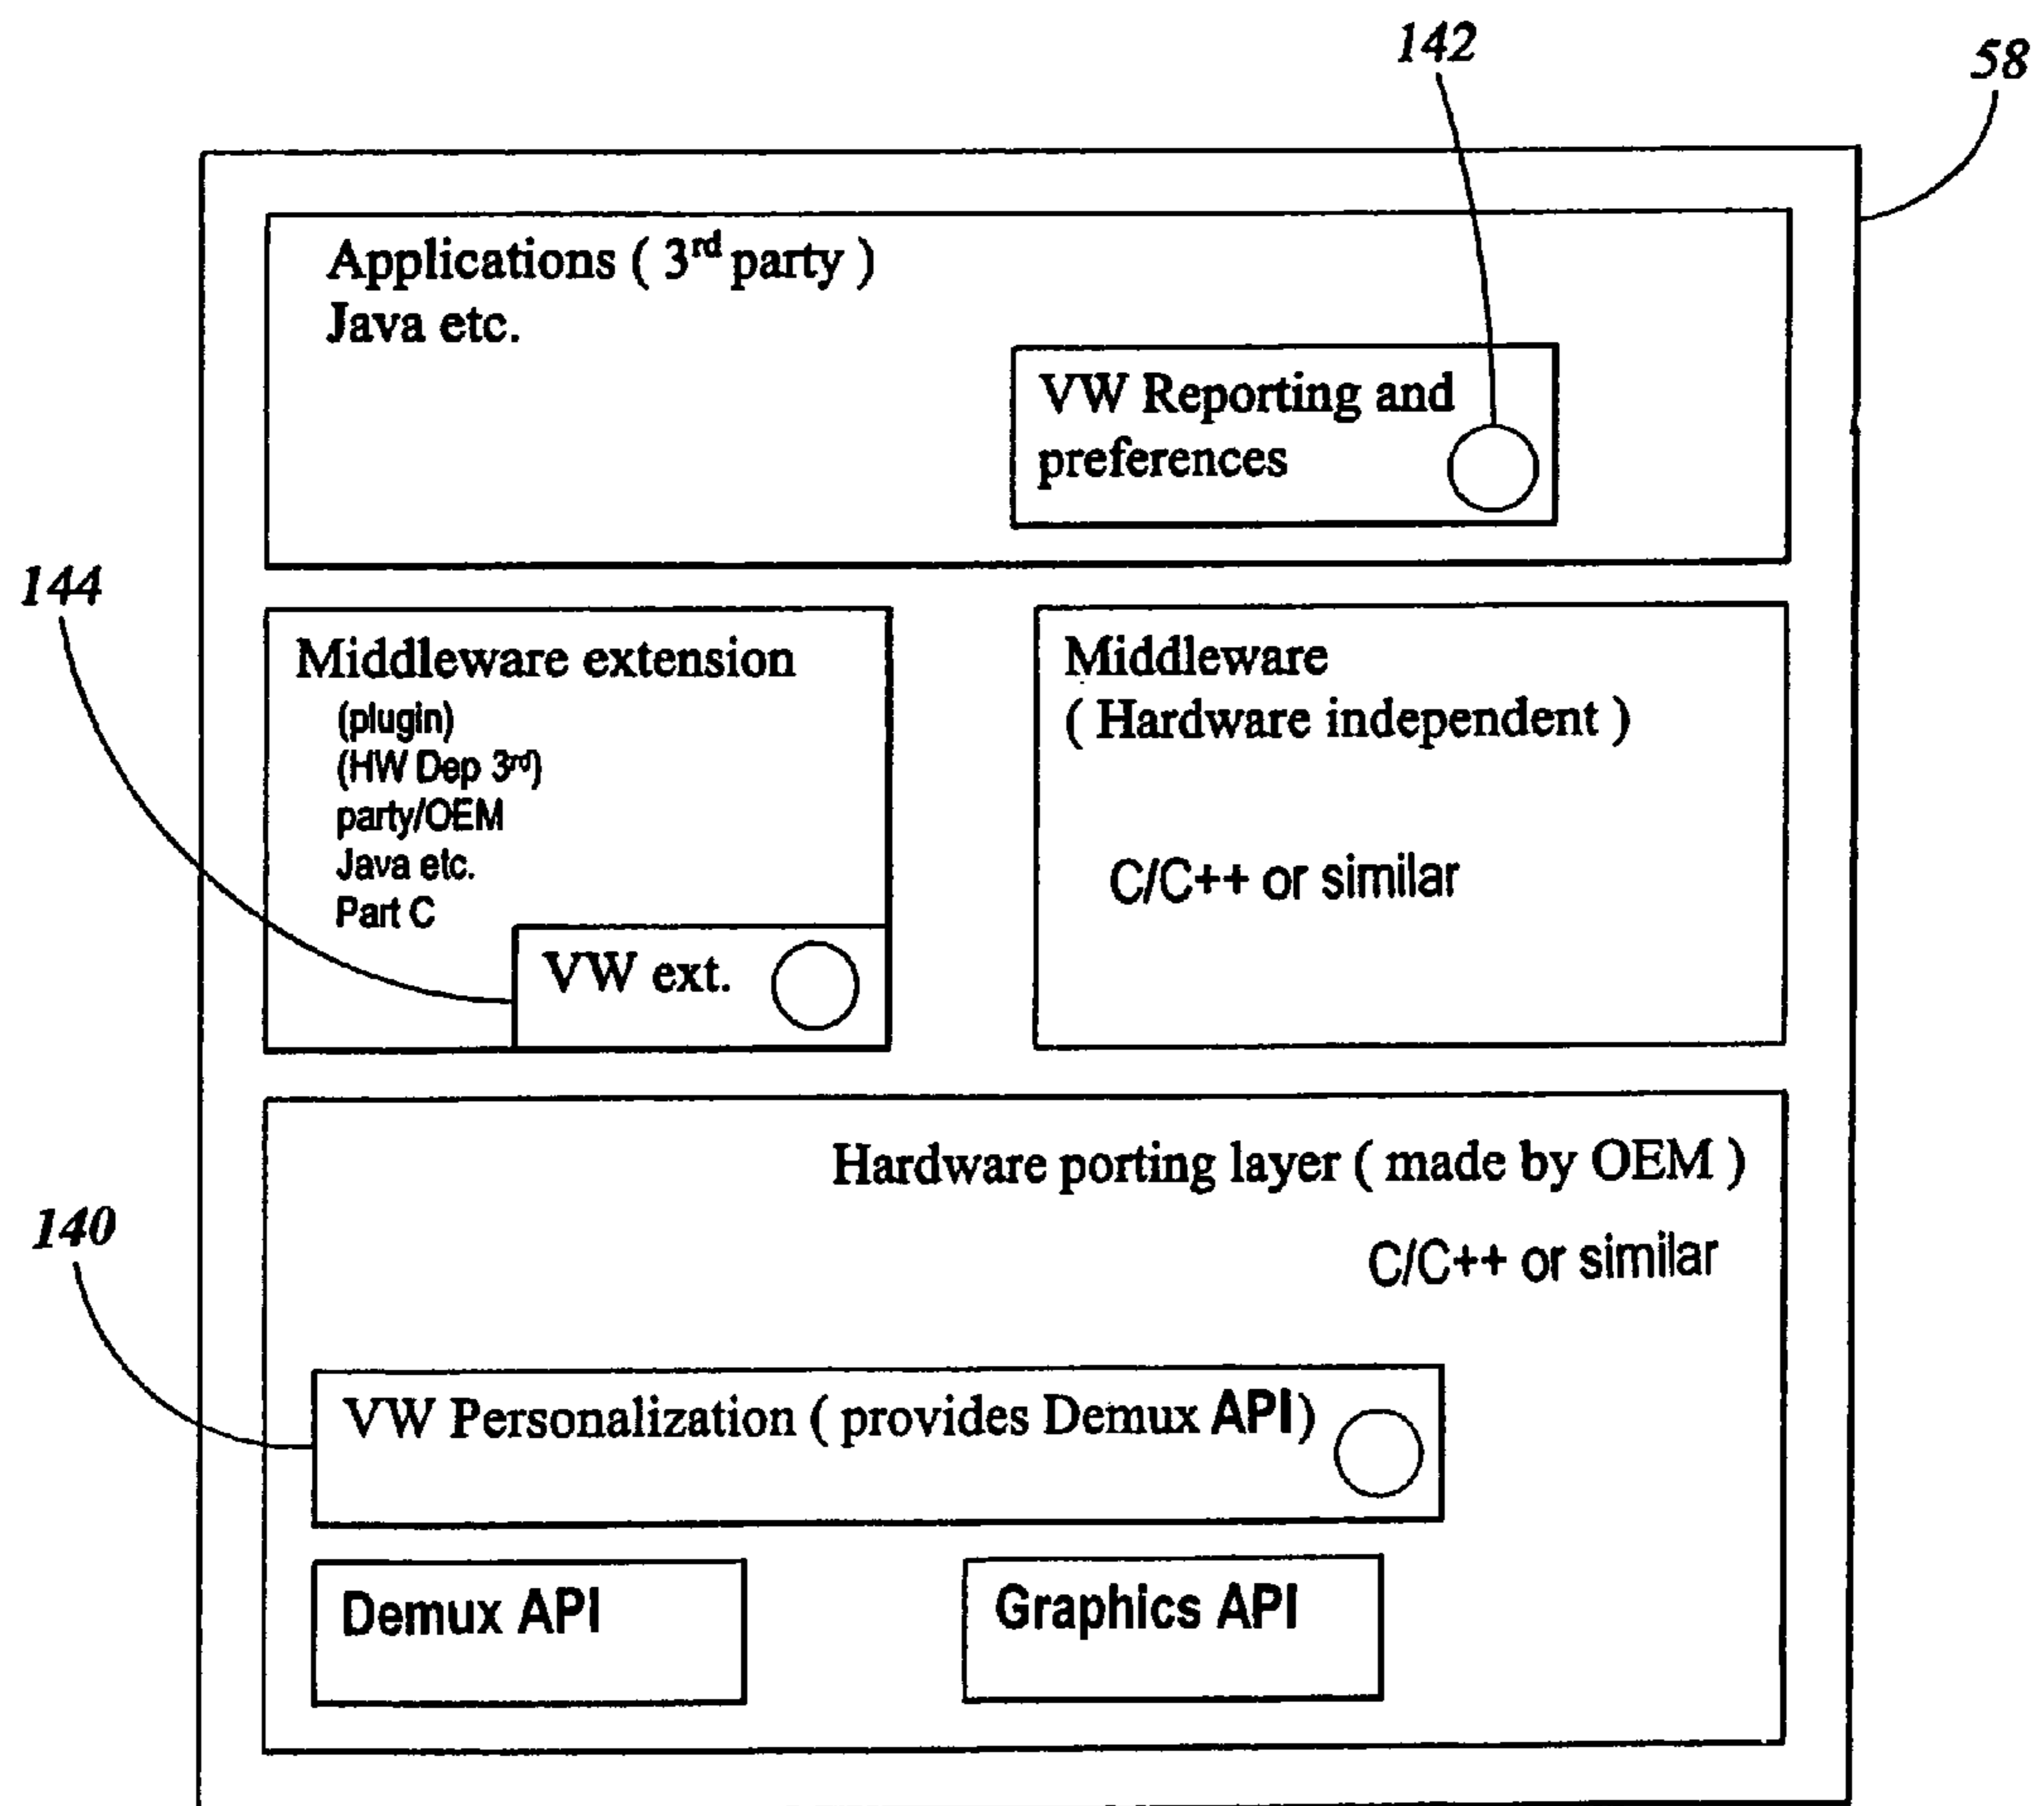 142
58
Applications ( 3rd party )
Java etc.
VW Reporting and
preferences
144
Middleware extension
(plugin)
(HW Dep 3rd)
party/OEM
Java etc.
Part C
VW ext.
Middleware
( Hardware independent )
C/C++ or similar
Hardware porting layer ( made by OEM )
C/C++ or similar
140
VW Personalization ( provides Demux API)
Demux API
Graphics API